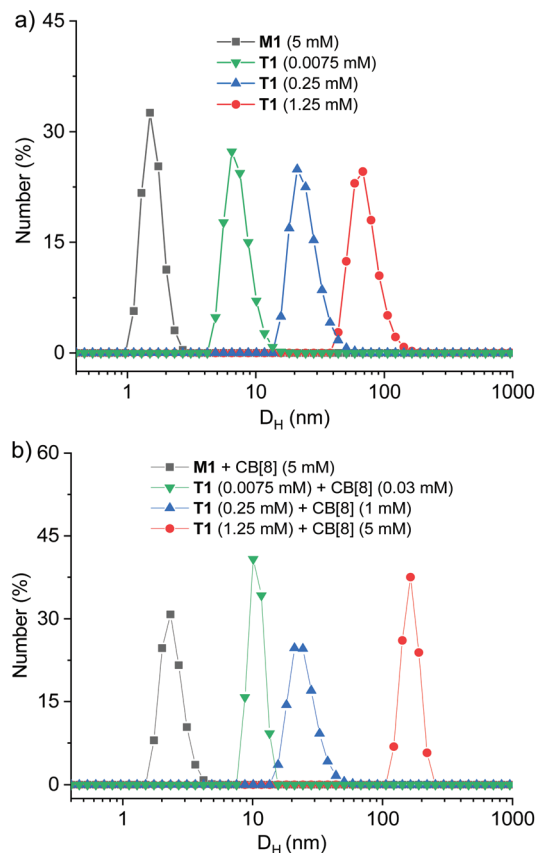 a)
45
30
15
0
Number (%)
M1 (5 mM)
T1 (0.0075 mM)
T1 (0.25 mM)
T1 (1.25 mM)
1 10 100 1000
D_H (nm)
b)
60
45
30
15
0
Number (%)
M1 + CB[8] (5 mM)
T1 (0.0075 mM) + CB[8] (0.03 mM)
T1 (0.25 mM) + CB[8] (1 mM)
T1 (1.25 mM) + CB[8] (5 mM)
1 10 100 1000
D_H (nm)